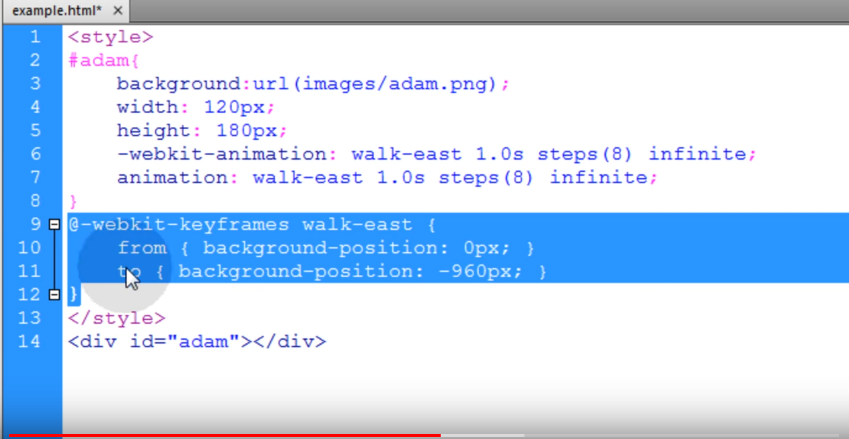 example.html* ×
1 <style>
2 #adam{
3 background:url(images/adam.png);
4 width: 120px;
5 height: 180px;
6 -webkit-animation: walk-east 1.0s steps(8) infinite;
7 animation: walk-east 1.0s steps(8) infinite;
8 }
9 @-webkit-keyframes walk-east {
10 from { background-position: 0px; }
11 to { background-position: -960px; }
12 }
13 </style>
14 <div id="adam"></div>